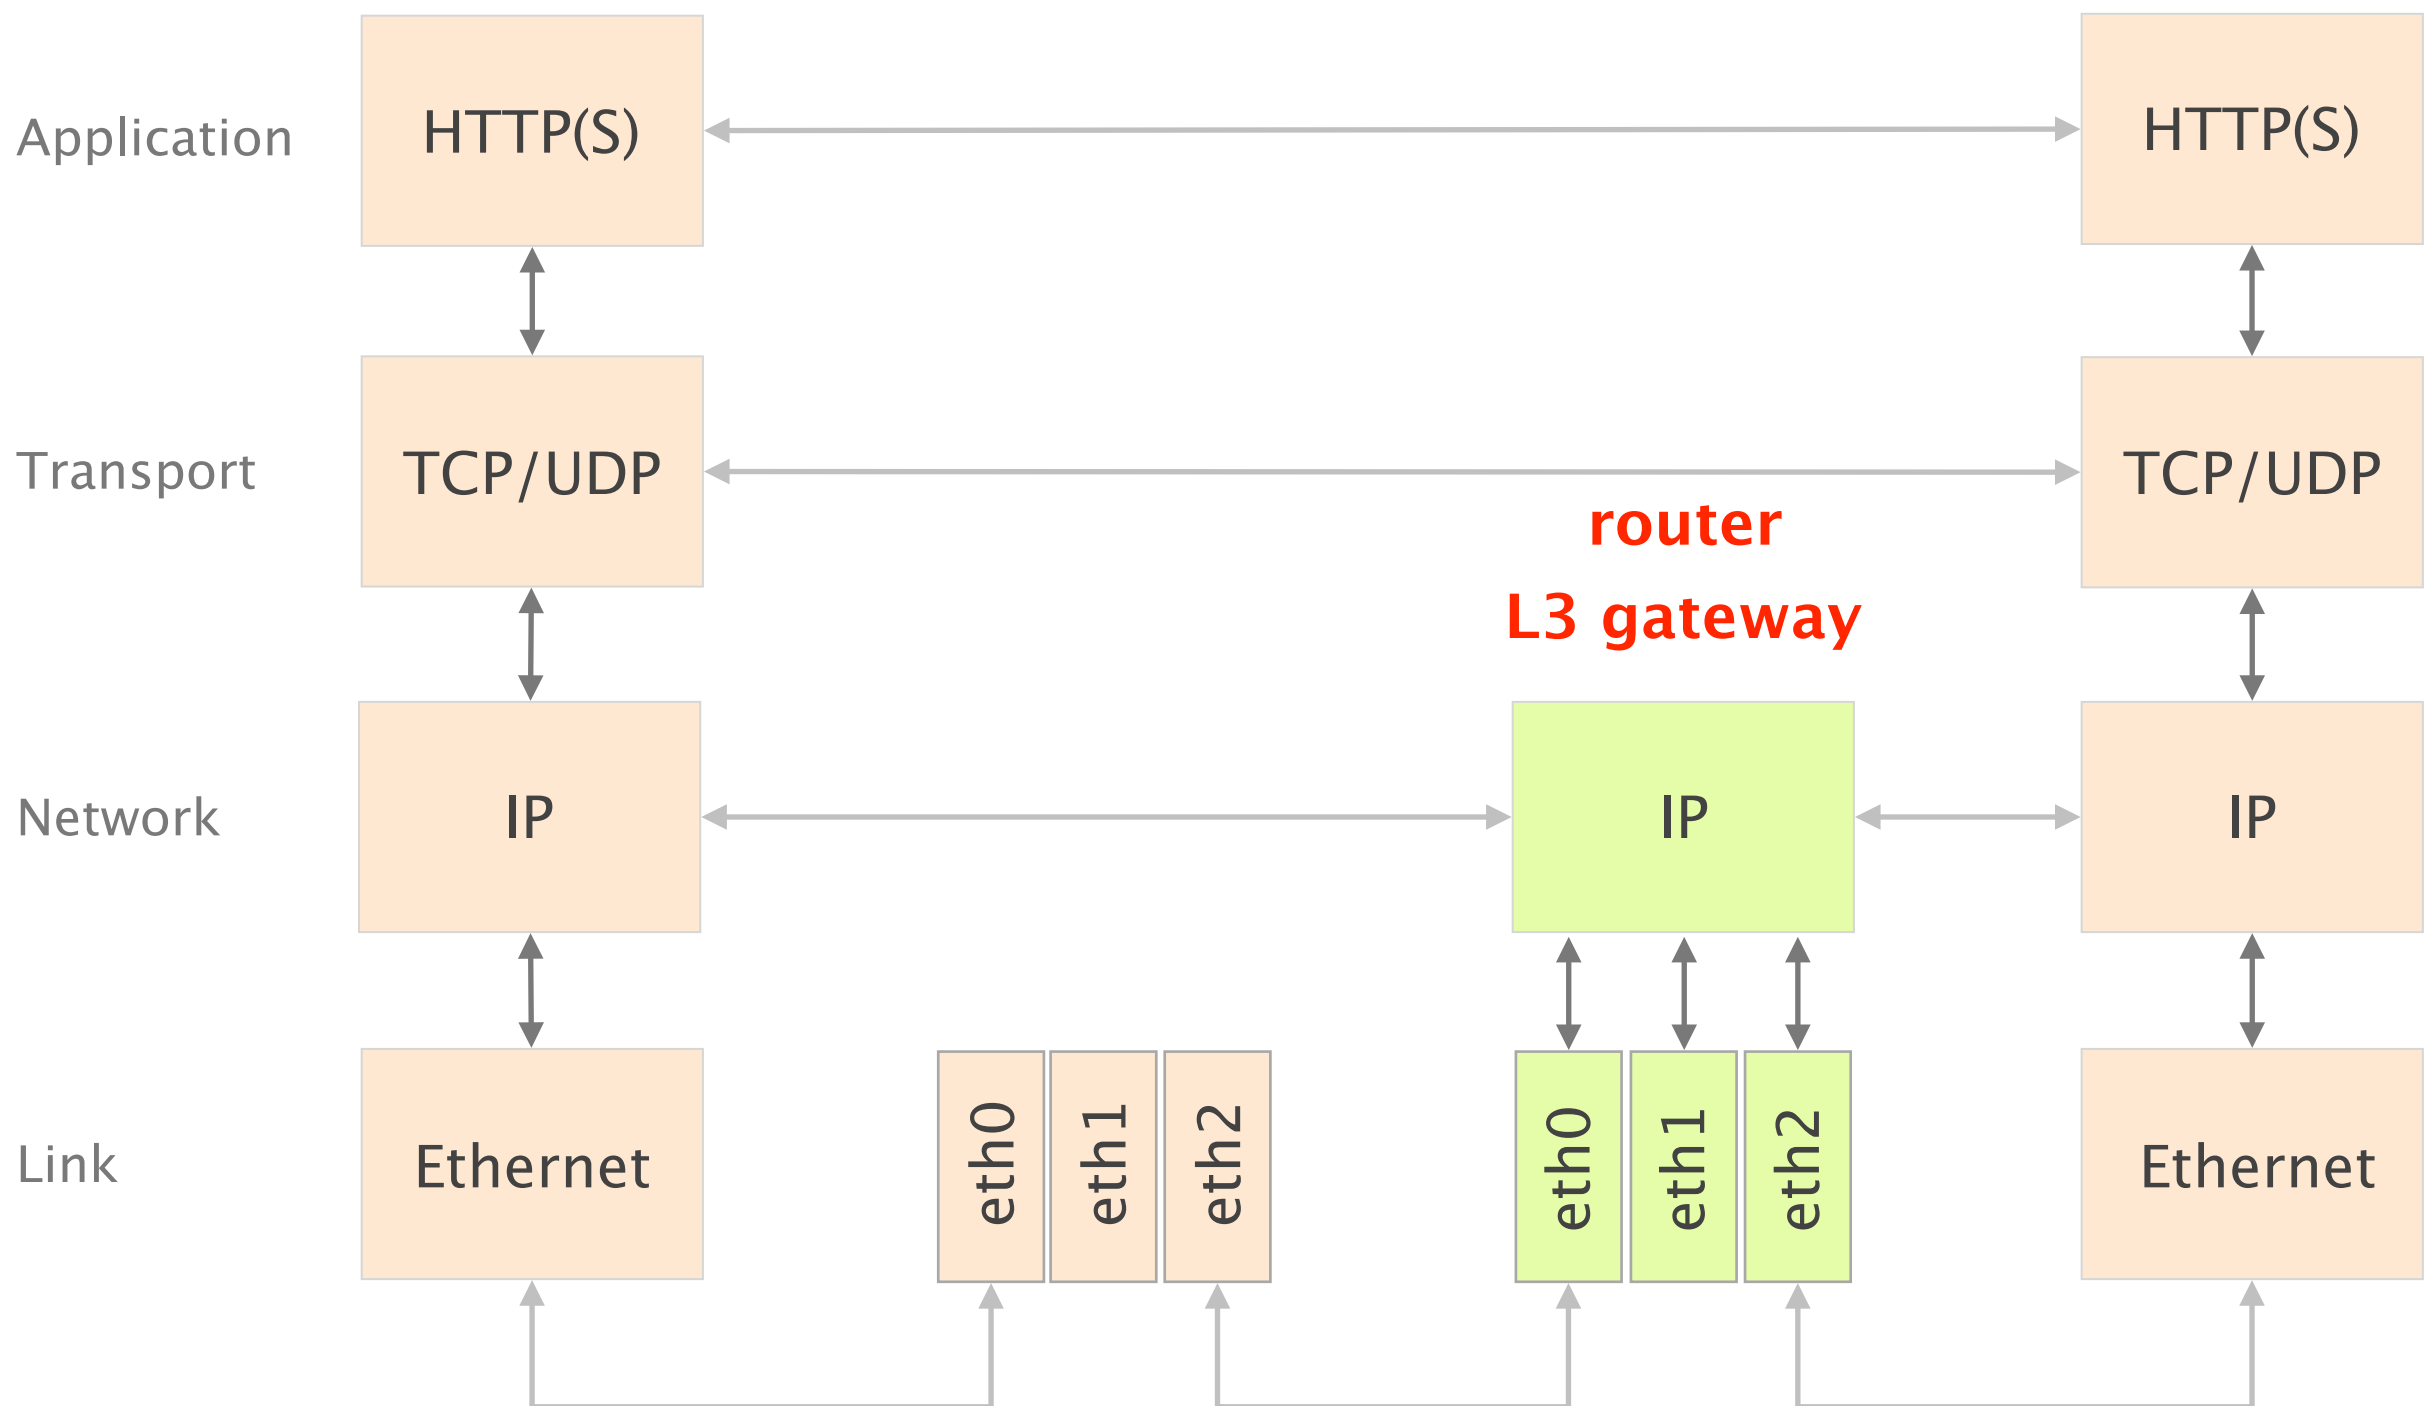 Application
HTTP(S)
HTTP(S)
Transport
TCP/UDP
TCP/UDP
router
L3 gateway
Network
IP
IP
IP
Link
Ethernet
eth0
eth1
eth2
eth0
eth1
eth2
Ethernet